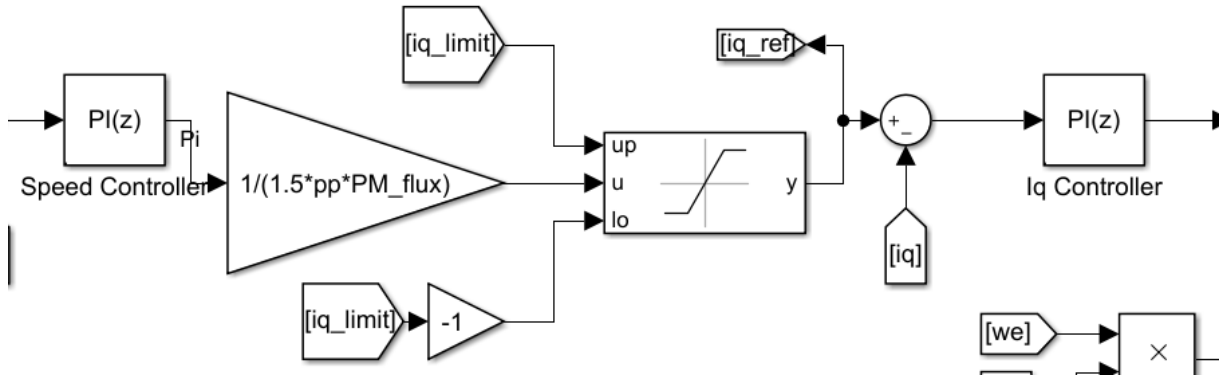 [iq_limit]
[iq_ref]
PI(z)
Pi
Speed Controller
1/(1.5*pp*PM_flux)
up
u
lo
y
+
_
PI(z)
Iq Controller
[iq]
[iq_limit]
-1
[we]
×